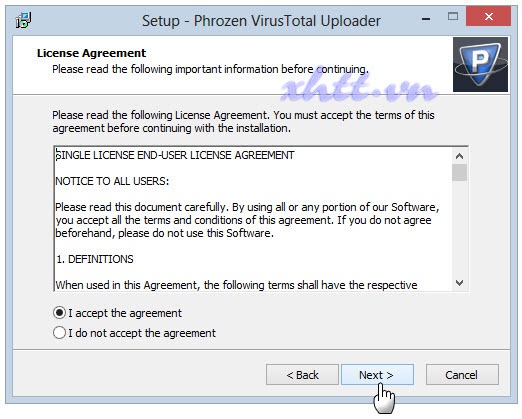 Setup - Phrozen VirusTotal Uploader
License Agreement
Please read the following important information before continuing.
xhtt.vn
Please read the following License Agreement. You must accept the terms of this
agreement before continuing with the installation.
SINGLE LICENSE END-USER LICENSE AGREEMENT
NOTICE TO ALL USERS:
Please read this document carefully. By using all or any portion of our Software,
you accept all the terms and conditions of this agreement. If you do not agree
beforehand, please do not use this Software.
1. DEFINITIONS
When used in this Agreement, the following terms shall have the respective
I accept the agreement
I do not accept the agreement
< Back Next > Cancel